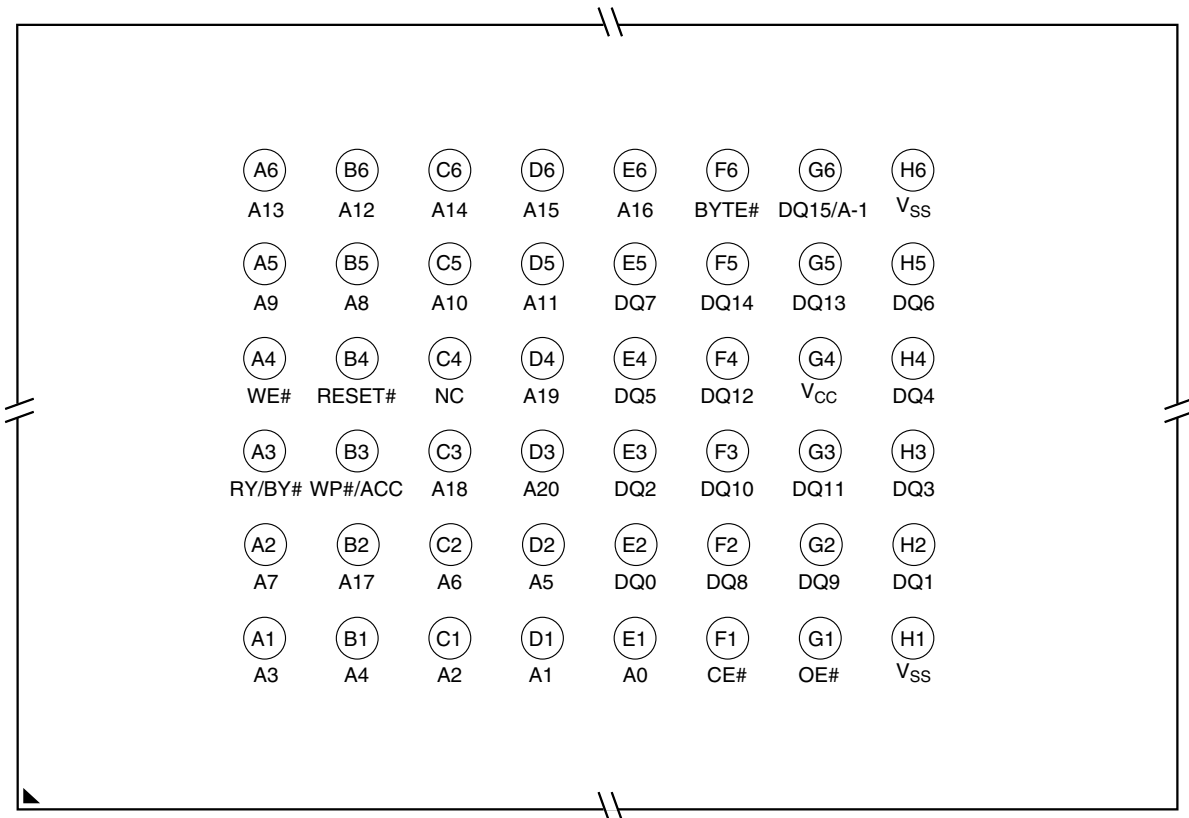 A6 B6 C6 D6 E6 F6 G6 H6
A13 A12 A14 A15 A16 BYTE# DQ15/A-1 VSS
A5 B5 C5 D5 E5 F5 G5 H5
A9 A8 A10 A11 DQ7 DQ14 DQ13 DQ6
A4 B4 C4 D4 E4 F4 G4 H4
WE# RESET# NC A19 DQ5 DQ12 VCC DQ4
A3 B3 C3 D3 E3 F3 G3 H3
RY/BY# WP#/ACC A18 A20 DQ2 DQ10 DQ11 DQ3
A2 B2 C2 D2 E2 F2 G2 H2
A7 A17 A6 A5 DQ0 DQ8 DQ9 DQ1
A1 B1 C1 D1 E1 F1 G1 H1
A3 A4 A2 A1 A0 CE# OE# VSS